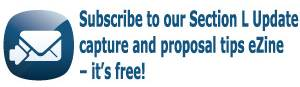 Subscribe to our Section L Update
capture and proposal tips eZine
– it's free!